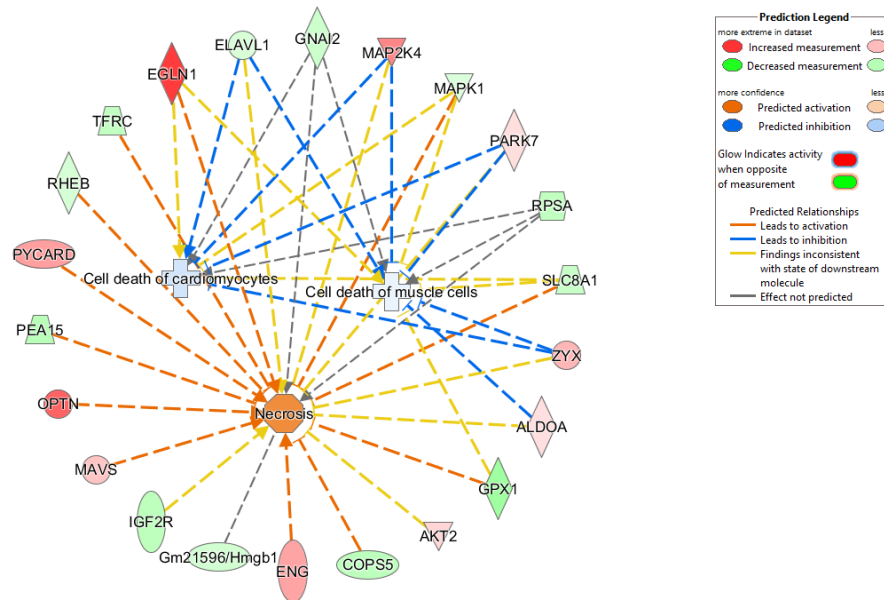 ELAVL1
GNAI2
MAP2K4
EGLN1
MAPK1
TFRC
PARK7
RHEB
RPSA
PYCARD
Cell death of cardiomyocytes
Cell death of muscle cells
SLC8A1
PEA15
ZYX
OPTN
Necrosis
ALDOA
MAVS
GPX1
IGF2R
AKT2
Gm21596/Hmgb1
ENG
COPS5
Prediction Legend
more extreme in dataset
less
Increased measurement
Decreased measurement
more confidence
less
Predicted activation
Predicted inhibition
Glow Indicates activity
when opposite
of measurement
Predicted Relationships
Leads to activation
Leads to inhibition
Findings inconsistent
with state of downstream
molecule
Effect not predicted